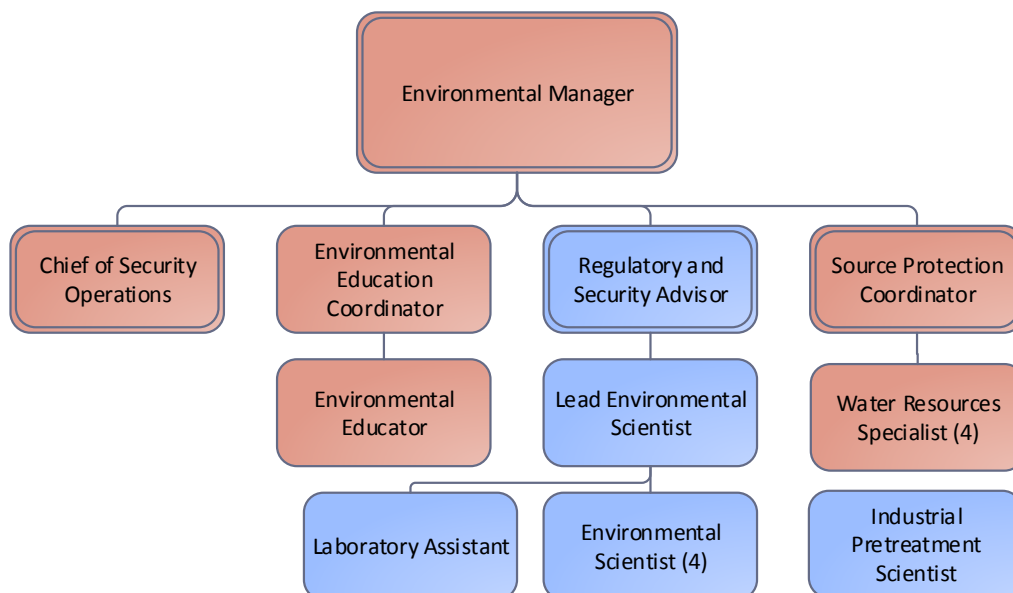 Environmental Manager
Chief of Security
Operations
Environmental
Education
Coordinator
Regulatory and
Security Advisor
Source Protection
Coordinator
Environmental
Educator
Lead Environmental
Scientist
Water Resources
Specialist (4)
Laboratory Assistant
Environmental
Scientist (4)
Industrial
Pretreatment
Scientist